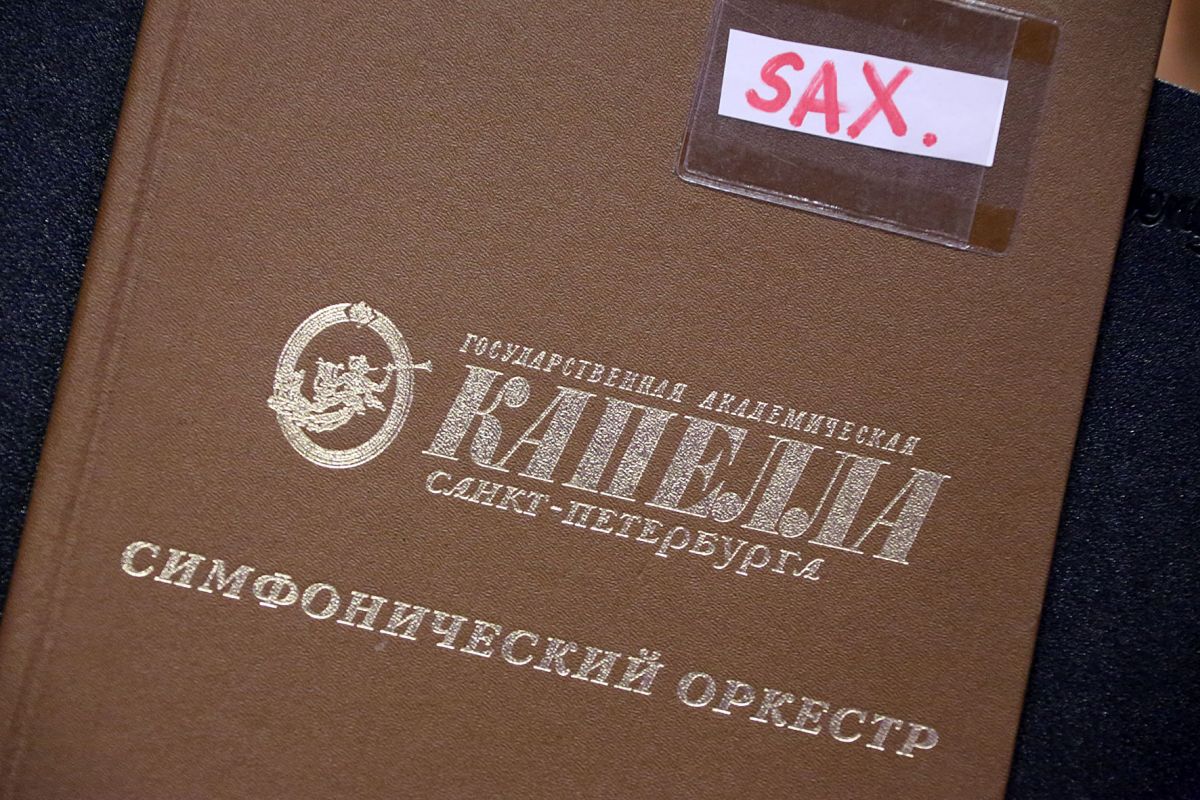 SAX.
ГОСУДАРСТВЕННАЯ АКАДЕМИЧЕСКАЯ
КАПЕЛЛА
САНКТ-ПЕТЕРБУРГА
СИМФОНИЧЕСКИЙ ОРКЕСТР